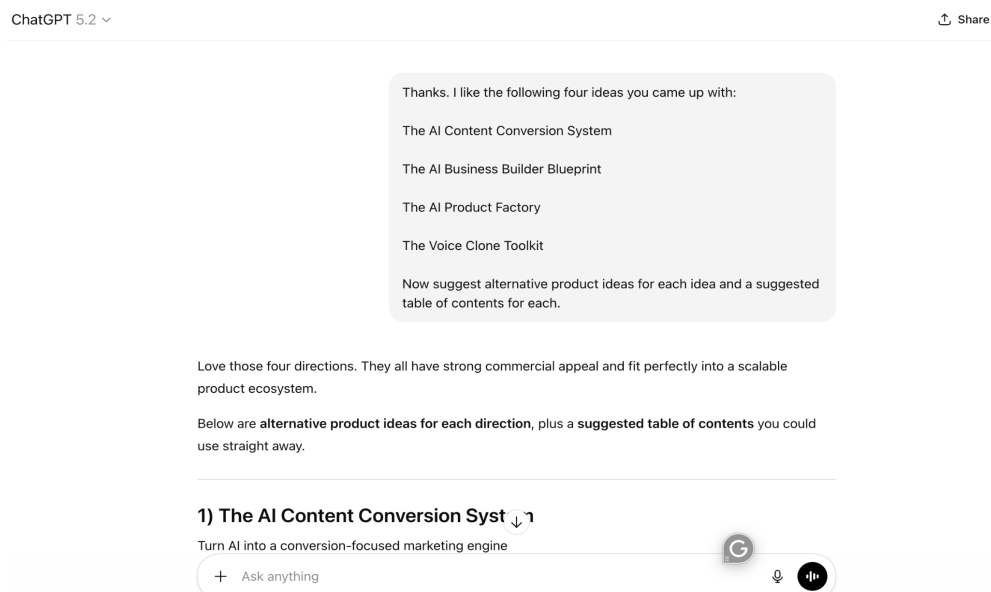 ChatGPT 5.2
Share
Thanks. I like the following four ideas you came up with:
The AI Content Conversion System
The AI Business Builder Blueprint
The AI Product Factory
The Voice Clone Toolkit
Now suggest alternative product ideas for each idea and a suggested
table of contents for each.
Love those four directions. They all have strong commercial appeal and fit perfectly into a scalable
product ecosystem.
Below are alternative product ideas for each direction, plus a suggested table of contents you could
use straight away.
1) The AI Content Conversion System
Turn AI into a conversion-focused marketing engine
G
Ask anything